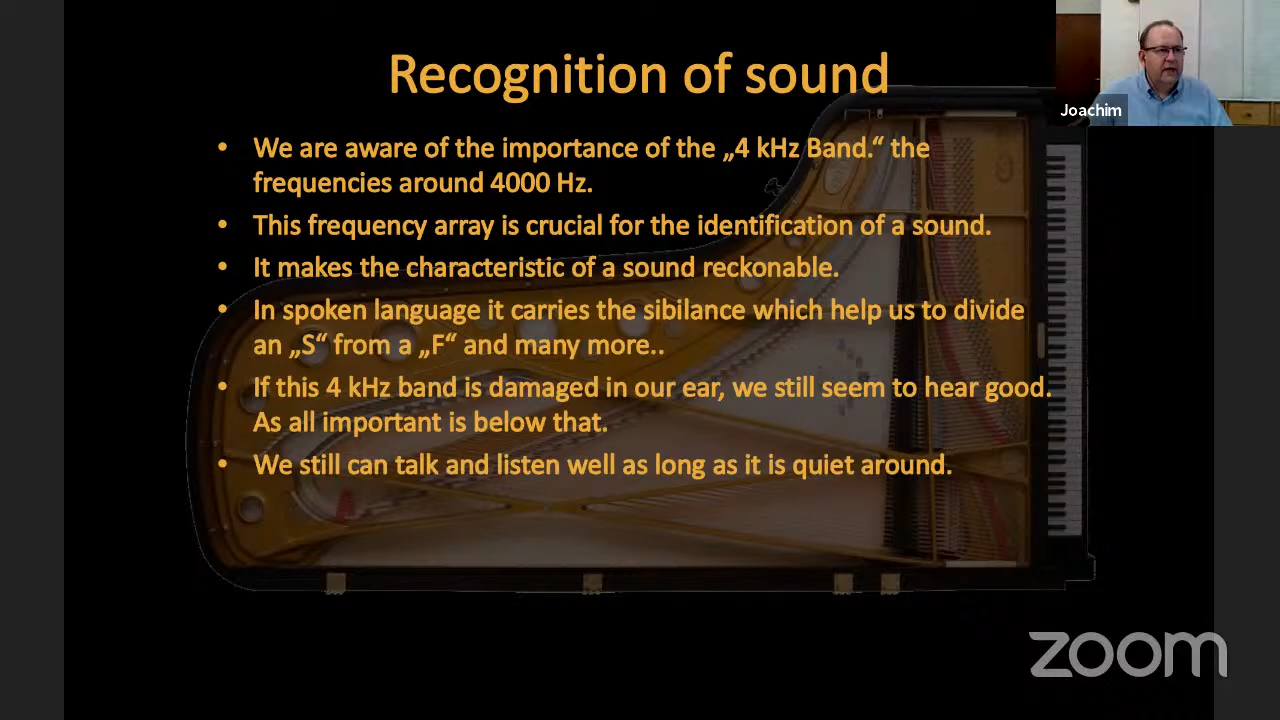 Recognition of sound
Joachim
• We are aware of the importance of the „4 kHz Band.“ the
frequencies around 4000 Hz.
• This frequency array is crucial for the identification of a sound.
• It makes the characteristic of a sound reckonable.
• In spoken language it carries the sibilance which help us to divide
an „S“ from a „F“ and many more..
• If this 4 kHz band is damaged in our ear, we still seem to hear good.
As all important is below that.
• We still can talk and listen well as long as it is quiet around.
zoom